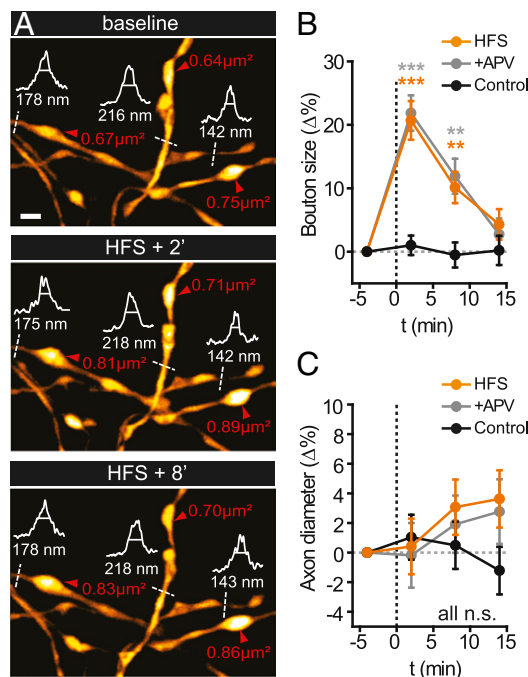 A
baseline
178 nm
216 nm
142 nm
0.64µm²
0.67µm²
0.75µm²
HFS + 2'
175 nm
218 nm
142 nm
0.71µm²
0.81µm²
0.89µm²
HFS + 8'
178 nm
218 nm
143 nm
0.70µm²
0.83µm²
0.86µm²
B
HFS
+APV
Control
***
***
**
**
Bouton size (Δ%)
30
20
10
0
-5 0 5 10 15
t (min)
C
HFS
+APV
Control
Axon diameter (Δ%)
10
8
6
4
2
0
-2
-4
all n.s.
-5 0 5 10 15
t (min)